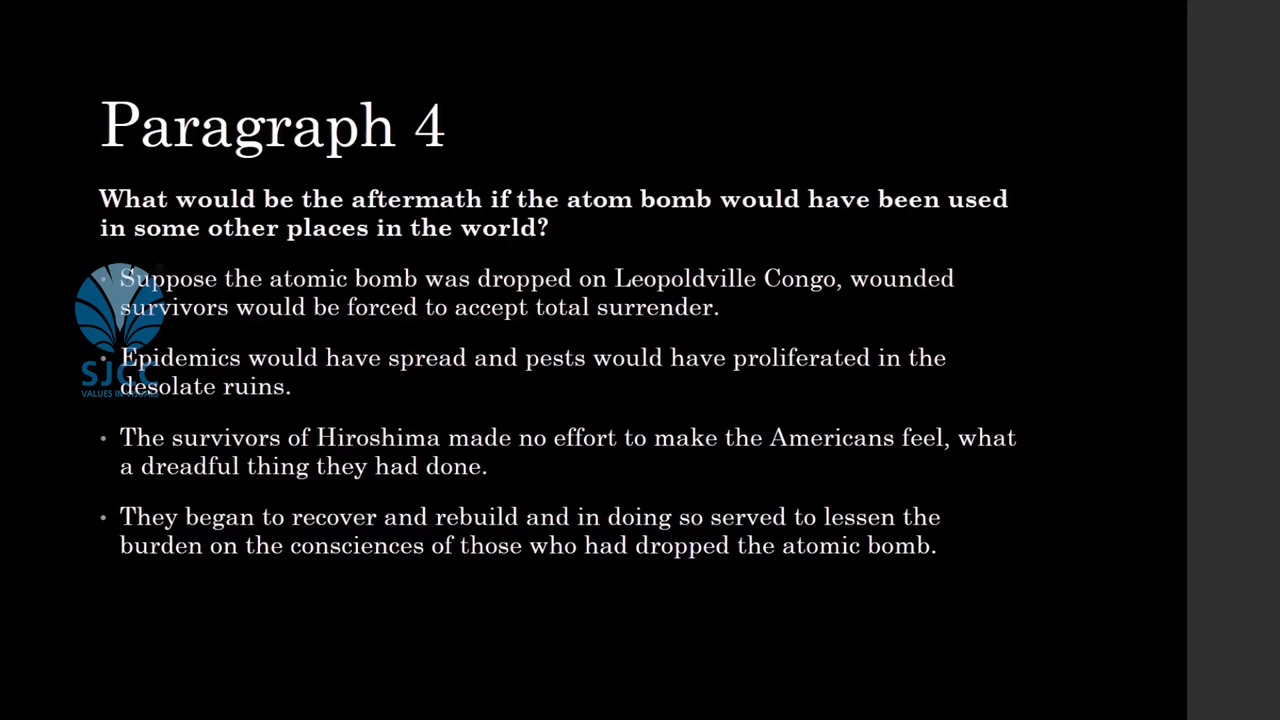 Paragraph 4
What would be the aftermath if the atom bomb would have been used
in some other places in the world?
• Suppose the atomic bomb was dropped on Leopoldville Congo, wounded
survivors would be forced to accept total surrender.
• Epidemics would have spread and pests would have proliferated in the
desolate ruins.
SJCC
VALUES IN VISUALS
• The survivors of Hiroshima made no effort to make the Americans feel, what
a dreadful thing they had done.
• They began to recover and rebuild and in doing so served to lessen the
burden on the consciences of those who had dropped the atomic bomb.